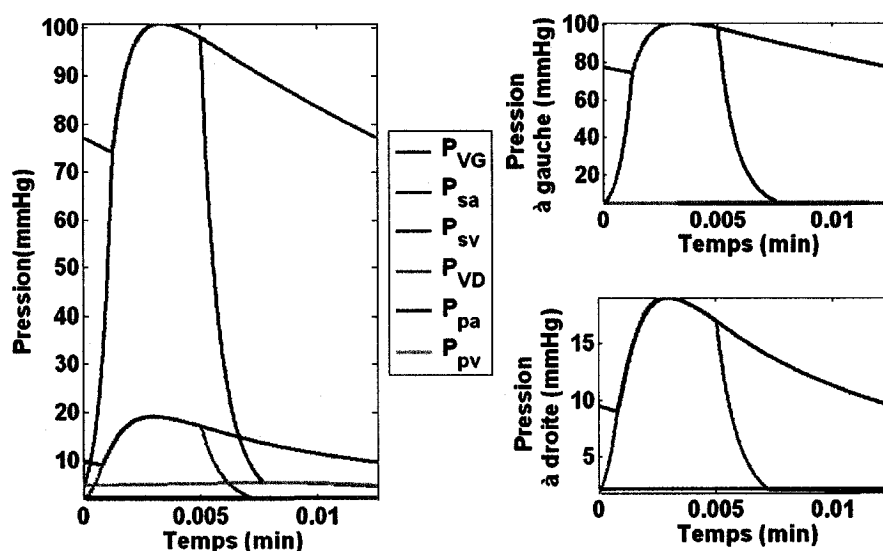 100
90
80
70
60
50
40
30
20
10
Pression(mmHg)
0
0.005
0.01
Temps (min)
P_VG
P_sa
P_sv
P_VD
P_pa
P_pv
100
80
60
40
20
Pression
à gauche (mmHg)
0
0.005
0.01
Temps (min)
15
10
5
Pression
à droite (mmHg)
0
0.005
0.01
Temps (min)